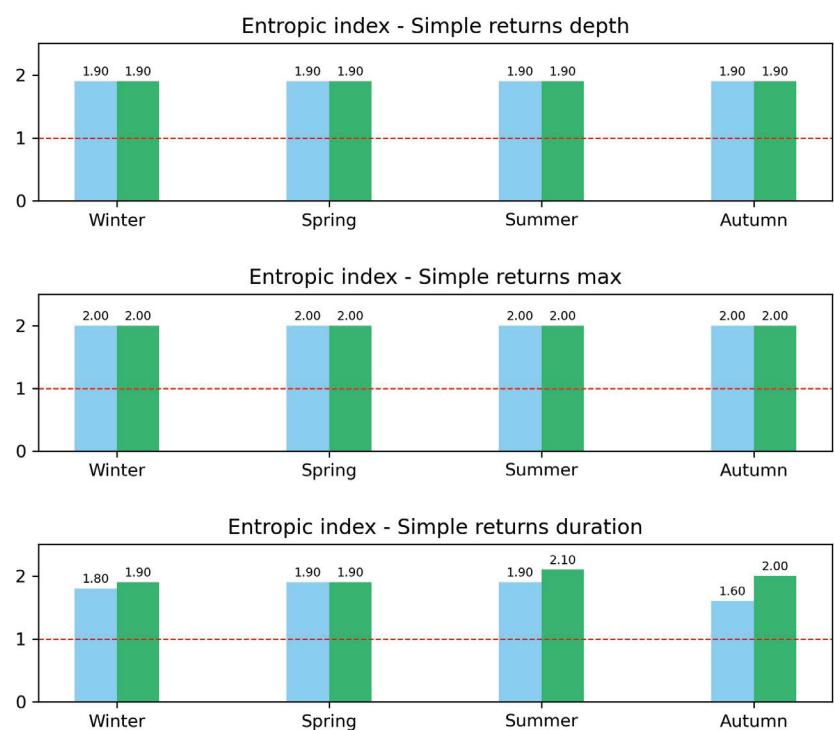 Entropic index - Simple returns depth
1.90 1.90 1.90 1.90 1.90 1.90 1.90 1.90
2
1
0
Winter Spring Summer Autumn
Entropic index - Simple returns max
2.00 2.00 2.00 2.00 2.00 2.00 2.00 2.00
2
1
0
Winter Spring Summer Autumn
Entropic index - Simple returns duration
1.80 1.90 1.90 1.90 1.90 2.10 1.60 2.00
2
1
0
Winter Spring Summer Autumn